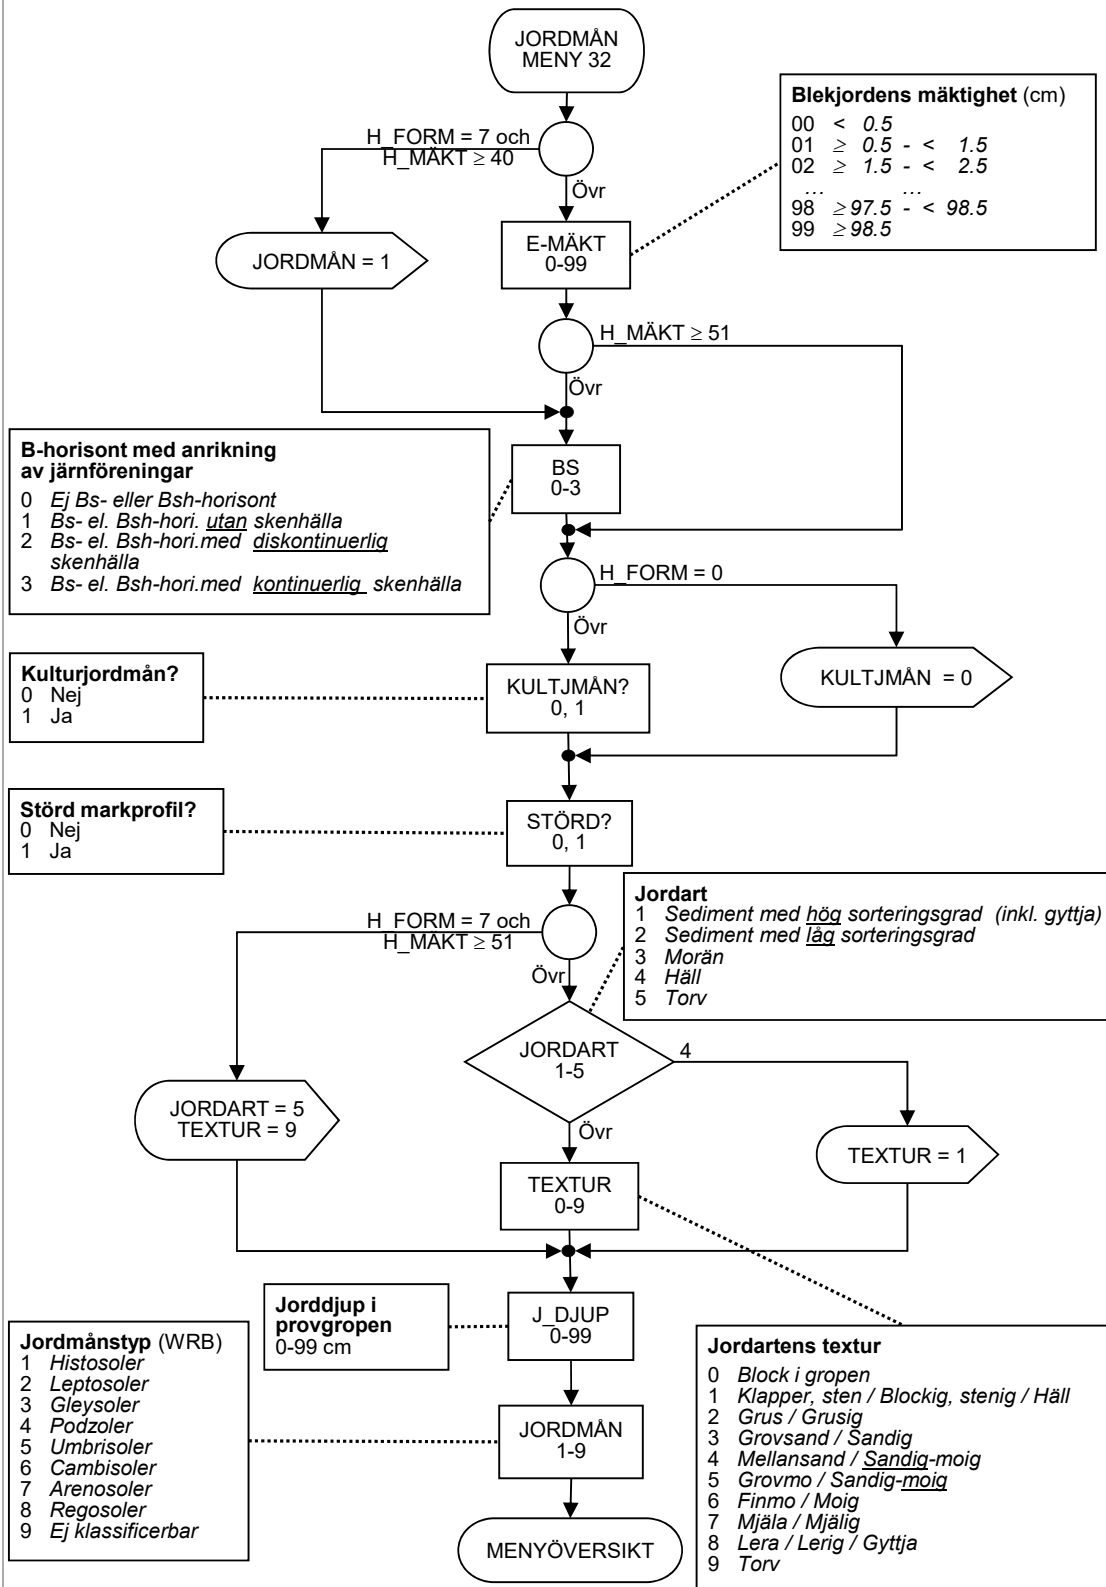 JORDMÅN
MENY 32
H_FORM = 7 och
H_MÄKT ≥ 40
Övr
Blekjordens mäktighet (cm)
00 < 0.5
01 ≥ 0.5 - < 1.5
02 ≥ 1.5 - < 2.5
... ...
98 ≥ 97.5 - < 98.5
99 ≥ 98.5
JORDMÅN = 1
E-MÄKT
0-99
H_MÄKT ≥ 51
Övr
B-horisont med anrikning
av järnföreningar
0 Ej Bs- eller Bsh-horisont
1 Bs- el. Bsh-hori. utan skenhälla
2 Bs- el. Bsh-hori.med diskontinuerlig
skenhälla
3 Bs- el. Bsh-hori.med kontinuerlig skenhälla
BS
0-3
H_FORM = 0
Övr
Kulturjordmån?
0 Nej
1 Ja
KULTJMÅN?
0, 1
KULTJMÅN = 0
Störd markprofil?
0 Nej
1 Ja
STÖRD?
0, 1
H_FORM = 7 och
H_MÄKT ≥ 51
Övr
Jordart
1 Sediment med hög sorteringsgrad (inkl. gyttja)
2 Sediment med låg sorteringsgrad
3 Morän
4 Häll
5 Torv
JORDART
1-5
4
Övr
JORDART = 5
TEXTUR = 9
TEXTUR = 1
TEXTUR
0-9
Jorddjup i
provgropen
0-99 cm
J_DJUP
0-99
Jordmånstyp (WRB)
1 Histosoler
2 Leptosoler
3 Gleysoler
4 Podzoler
5 Umbrisoler
6 Cambisoler
7 Arenosoler
8 Regosoler
9 Ej klassificerbar
JORDMÅN
1-9
Jordartens textur
0 Block i gropen
1 Klapper, sten / Blockig, stenig / Häll
2 Grus / Grusig
3 Grovsand / Sandig
4 Mellansand / Sandig-moig
5 Grovmo / Sandig-moig
6 Finmo / Moig
7 Mjäla / Mjälig
8 Lera / Lerig / Gyttja
9 Torv
MENYÖVERSIKT